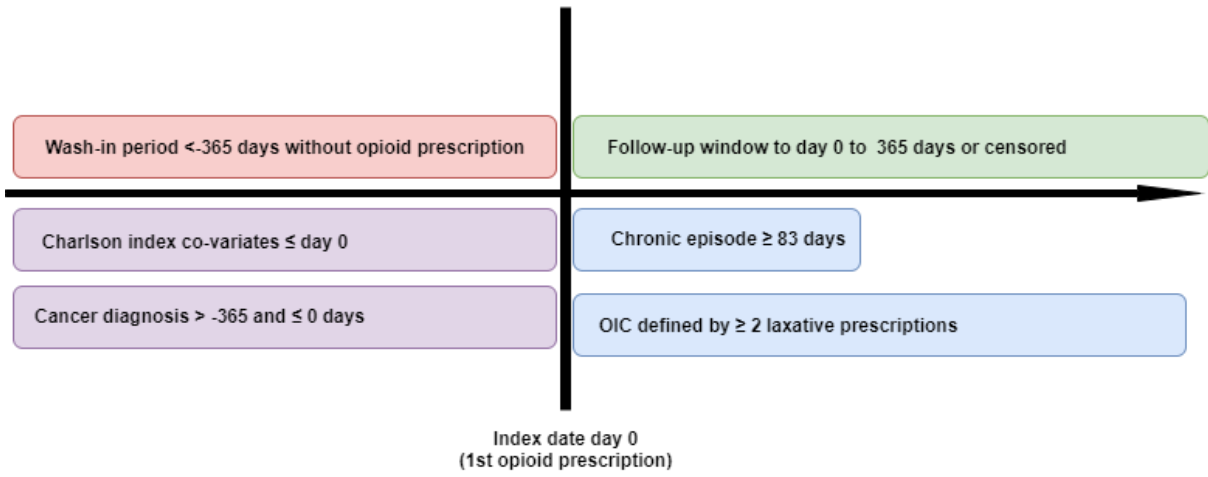 Wash-in period <-365 days without opioid prescription
Follow-up window to day 0 to 365 days or censored
Charlson index co-variates ≤ day 0
Chronic episode ≥ 83 days
Cancer diagnosis > -365 and ≤ 0 days
OIC defined by ≥ 2 laxative prescriptions
Index date day 0
(1st opioid prescription)